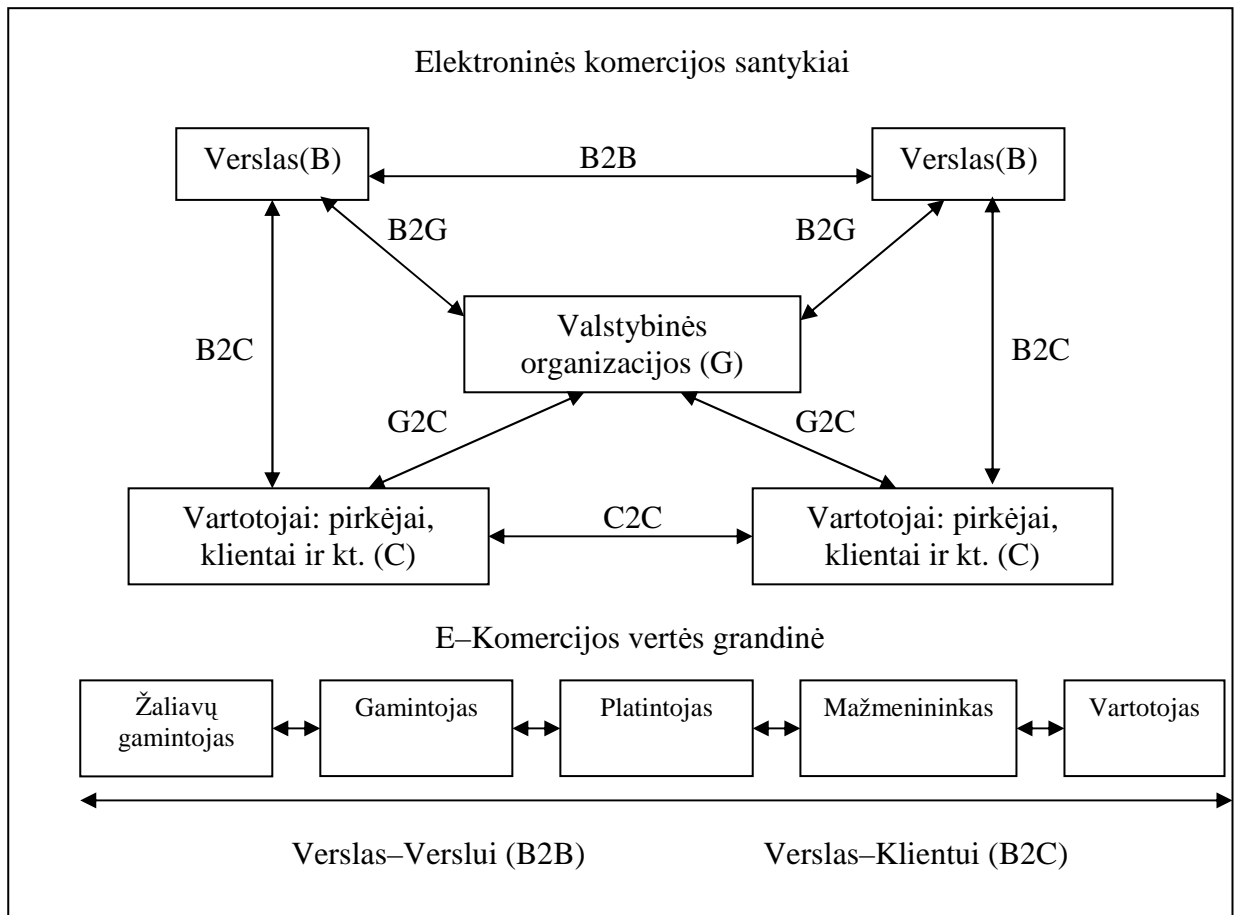 Elektroninės komercijos santykiai
Verslas(B)
B2B
Verslas(B)
B2G
B2G
B2C
Valstybinės
organizacijos (G)
B2C
G2C
G2C
Vartotojai: pirkėjai,
klientai ir kt. (C)
C2C
Vartotojai: pirkėjai,
klientai ir kt. (C)
E–Komercijos vertės grandinė
Žaliavų
gamintojas
Gamintojas
Platintojas
Mažmenininkas
Vartotojas
Verslas–Verslui (B2B)
Verslas–Klientui (B2C)